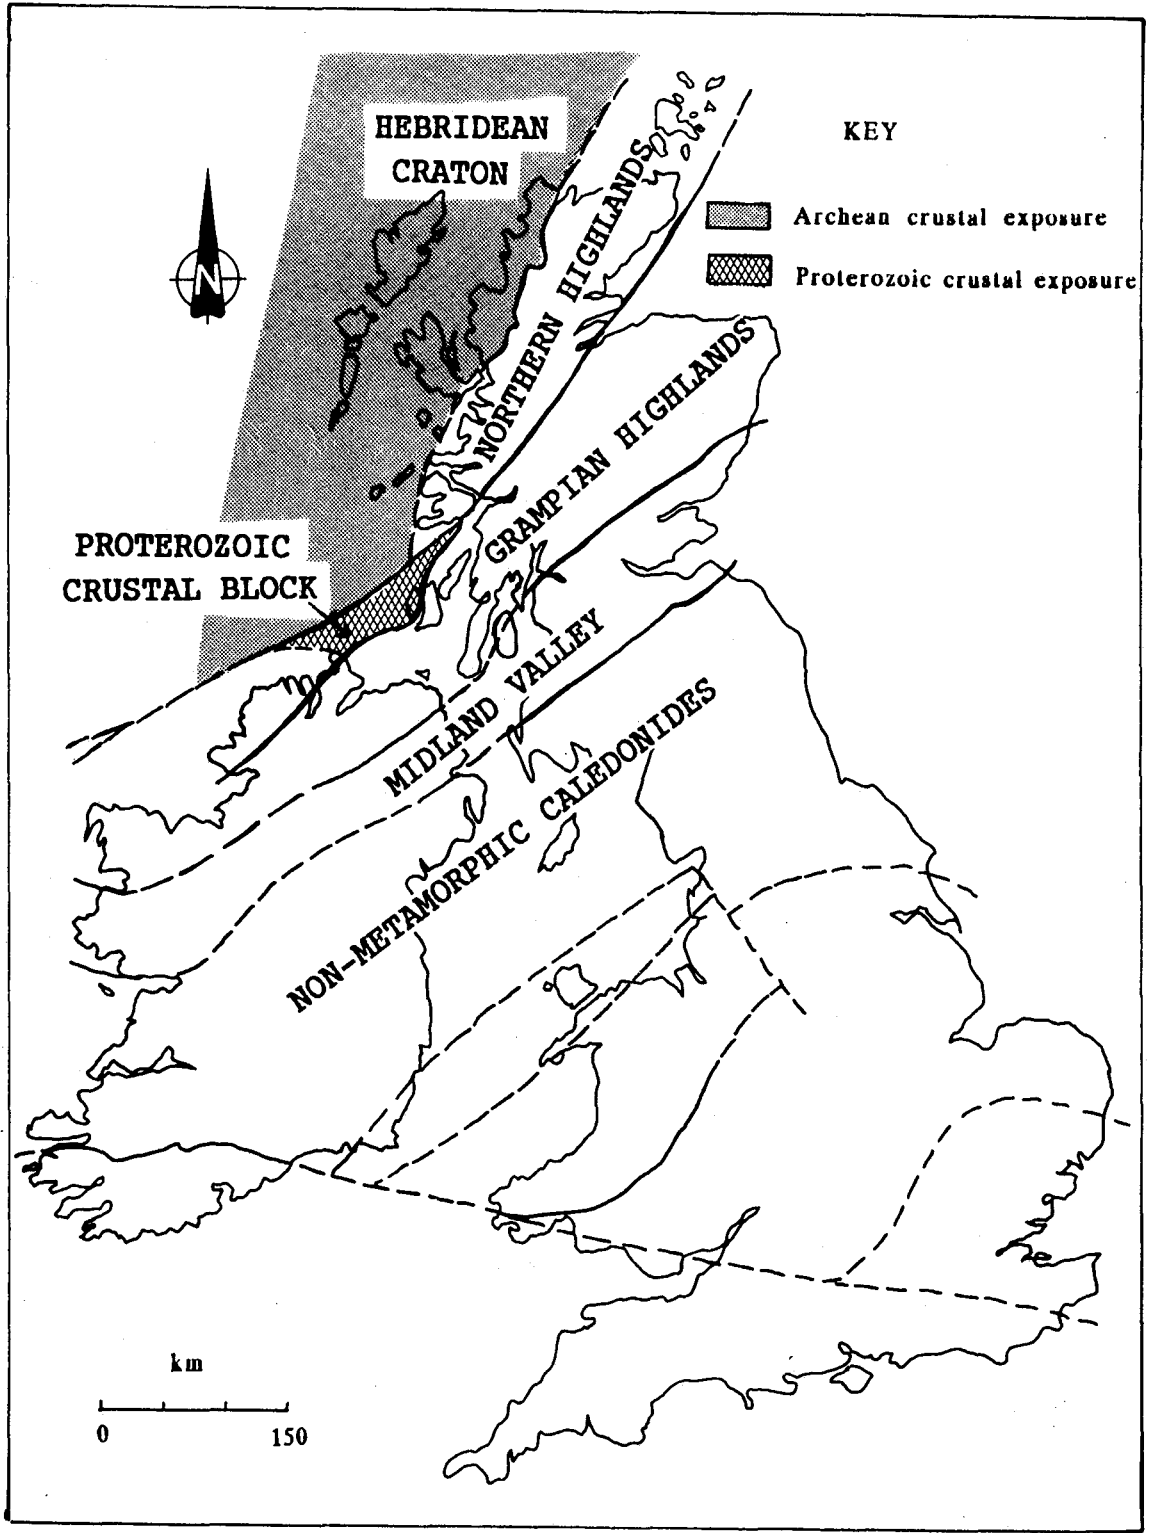 HEBRIDEAN
CRATON
KEY
Archean crustal exposure
Proterozoic crustal exposure
N
NORTHERN HIGHLANDS
GRAMPIAN HIGHLANDS
PROTEROZOIC
CRUSTAL BLOCK
MIDLAND VALLEY
NON-METAMORPHIC CALEDONIDES
km
0 150